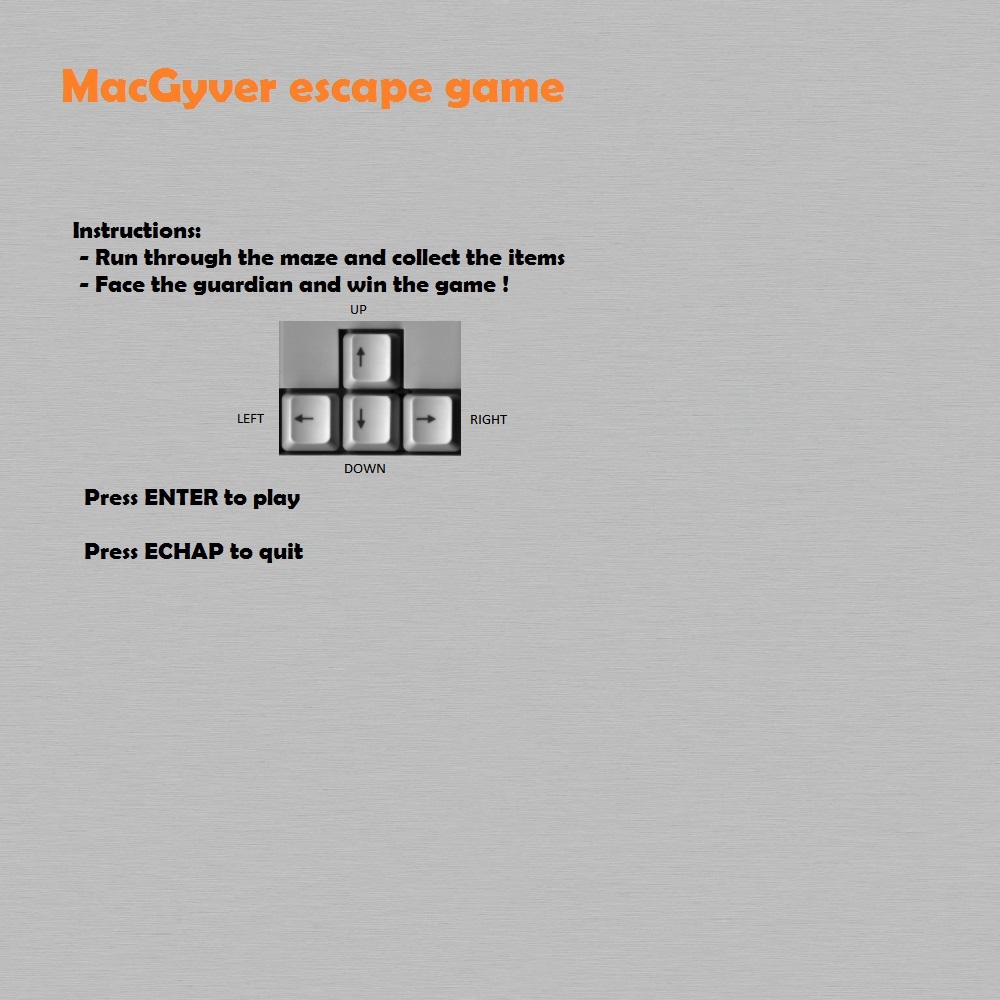 MacGyver escape game
Instructions:
- Run through the maze and collect the items
- Face the guardian and win the game !
UP
LEFT
RIGHT
DOWN
Press ENTER to play
Press ECHAP to quit